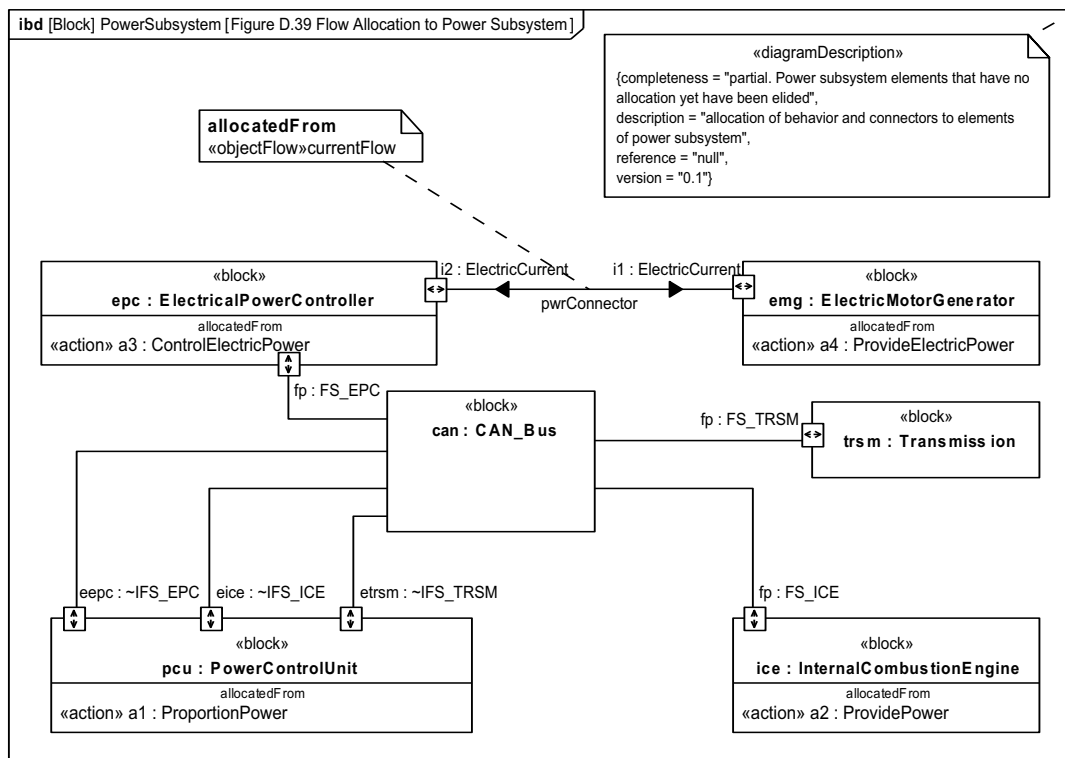 ibd [Block] PowerSubsystem [Figure D.39 Flow Allocation to Power Subsystem]
«diagramDescription»
{completeness = "partial. Power subsystem elements that have no
allocation yet have been elided",
description = "allocation of behavior and connectors to elements
of power subsystem",
reference = "null",
version = "0.1"}
allocatedFrom
«objectFlow»currentFlow
«block»
epc : ElectricalPowerController
allocatedFrom
«action» a3 : ControlElectricPower
i2 : ElectricCurrent
i1 : ElectricCurrent
pwrConnector
«block»
emg : ElectricMotorGenerator
allocatedFrom
«action» a4 : ProvideElectricPower
fp : FS_EPC
«block»
can : CAN_Bus
fp : FS_TRSM
«block»
trsm : Transmission
eepc : ~IFS_EPC
eice : ~IFS_ICE
etrsm : ~IFS_TRSM
fp : FS_ICE
«block»
pcu : PowerControlUnit
allocatedFrom
«action» a1 : ProportionPower
«block»
ice : InternalCombustionEngine
allocatedFrom
«action» a2 : ProvidePower